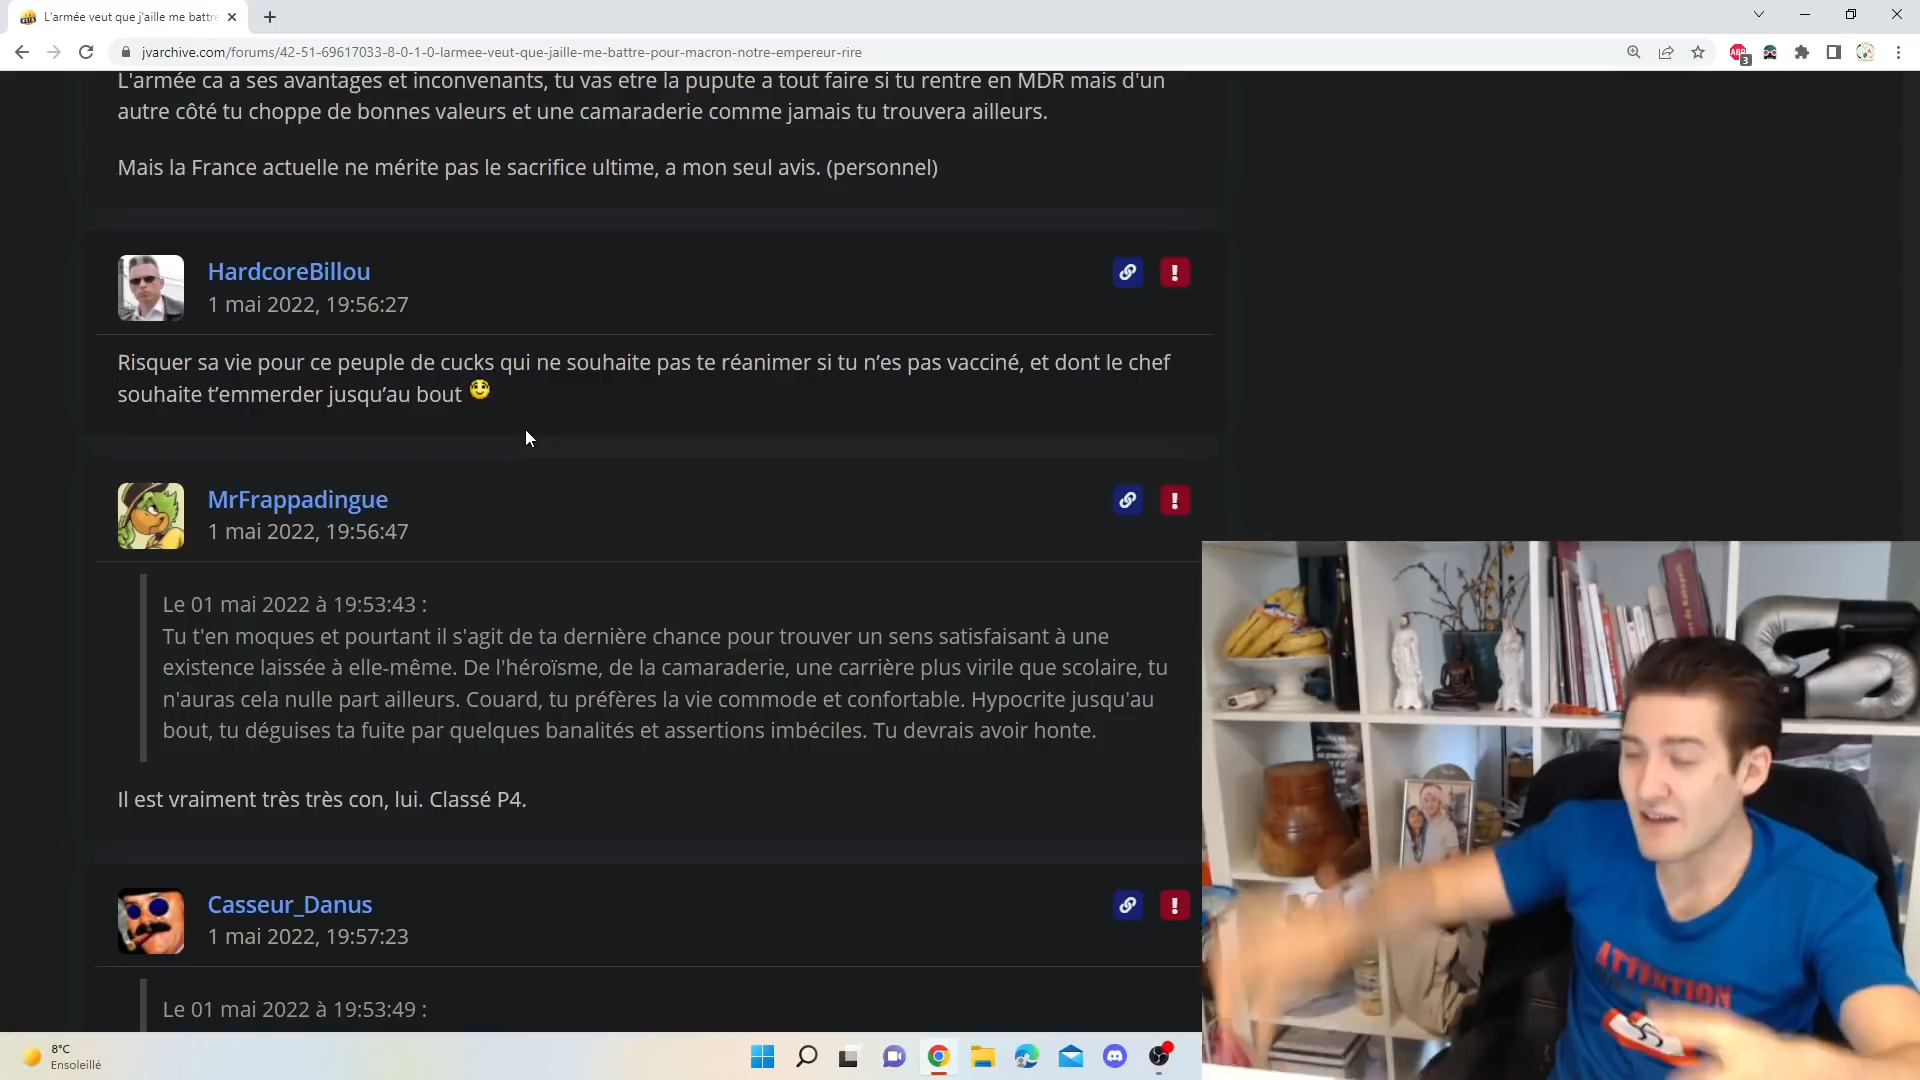 L'armée veut que j'aille me battre
jvarchive.com/forums/42-51-69617033-8-0-1-0-larmee-veut-que-jaille-me-battre-pour-macron-notre-empereur-rire
3
L'armée ca a ses avantages et inconvenants, tu vas etre la pupute a tout faire si tu rentre en MDR mais d'un
autre côté tu choppe de bonnes valeurs et une camaraderie comme jamais tu trouvera ailleurs.
Mais la France actuelle ne mérite pas le sacrifice ultime, a mon seul avis. (personnel)
HardcoreBillou
1 mai 2022, 19:56:27
Risquer sa vie pour ce peuple de cucks qui ne souhaite pas te réanimer si tu n’es pas vacciné, et dont le chef
souhaite t’emmerder jusqu’au bout
MrFrappadingue
1 mai 2022, 19:56:47
Le 01 mai 2022 à 19:53:43 :
Tu t'en moques et pourtant il s'agit de ta dernière chance pour trouver un sens satisfaisant à une
existence laissée à elle-même. De l'héroïsme, de la camaraderie, une carrière plus virile que scolaire, tu
n'auras cela nulle part ailleurs. Couard, tu préfères la vie commode et confortable. Hypocrite jusqu'au
bout, tu déguises ta fuite par quelques banalités et assertions imbéciles. Tu devrais avoir honte.
Il est vraiment très très con, lui. Classé P4.
Casseur_Danus
1 mai 2022, 19:57:23
Le 01 mai 2022 à 19:53:49 :
ATTENTION
8°C
Ensoleillé